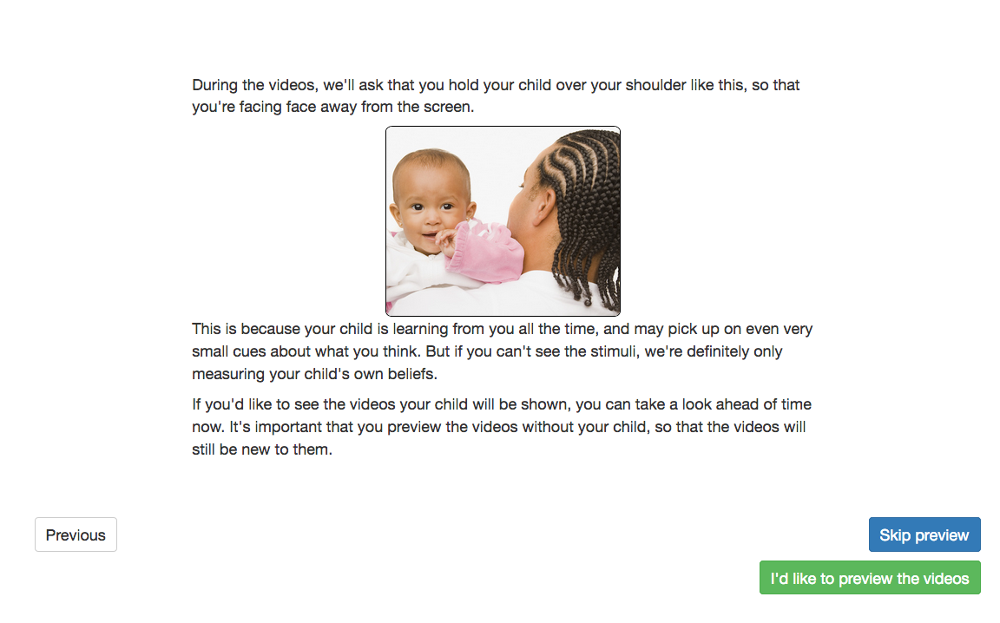 During the videos, we'll ask that you hold your child over your shoulder like this, so that
you're facing face away from the screen.
This is because your child is learning from you all the time, and may pick up on even very
small cues about what you think. But if you can't see the stimuli, we're definitely only
measuring your child's own beliefs.
If you'd like to see the videos your child will be shown, you can take a look ahead of time
now. It's important that you preview the videos without your child, so that the videos will
still be new to them.
Previous
Skip preview
I'd like to preview the videos